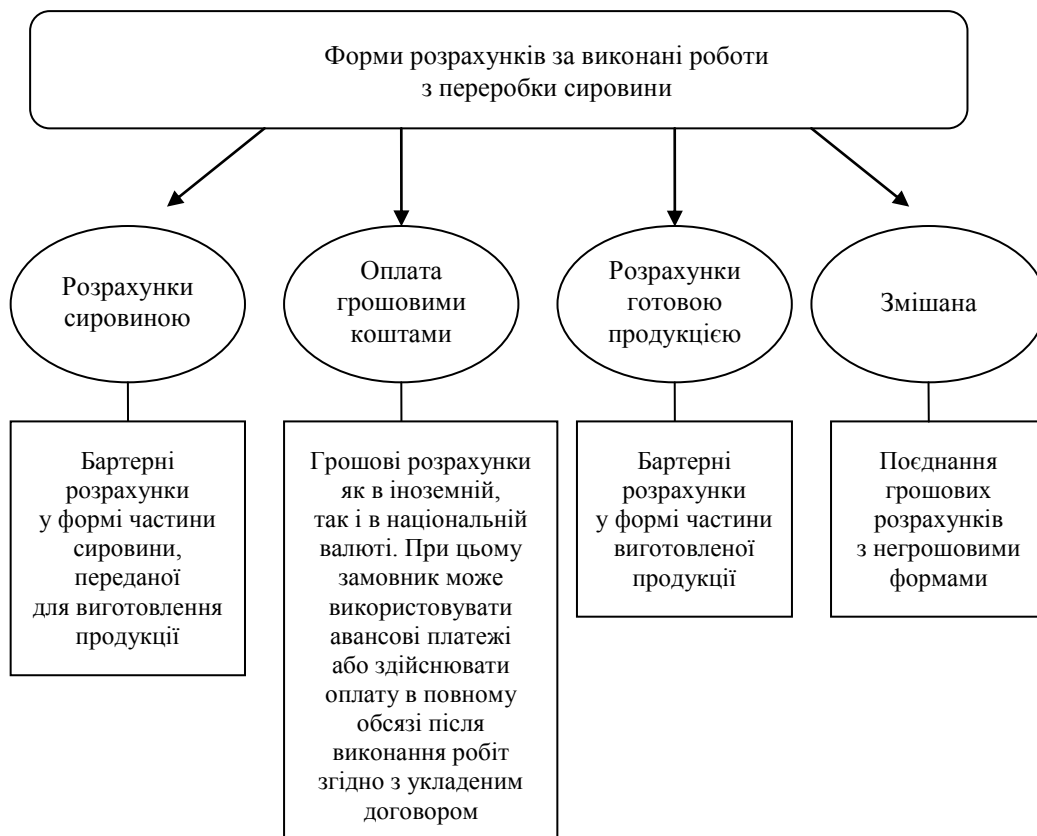 Форми розрахунків за виконані роботи
з переробки сировини
Розрахунки
сировиною
Оплата
грошовими
коштами
Розрахунки
готовою
продукцією
Змішана
Бартерні
розрахунки
у формі частини
сировини,
переданої
для виготовлення
продукції
Грошові розрахунки
як в іноземній,
так і в національній
валюті. При цьому
замовник може
використовувати
авансові платежі
або здійснювати
оплату в повному
обсязі після
виконання робіт
згідно з укладеним
договором
Бартерні
розрахунки
у формі частини
виготовленої
продукції
Поєднання
грошових
розрахунків
з негрошовими
формами